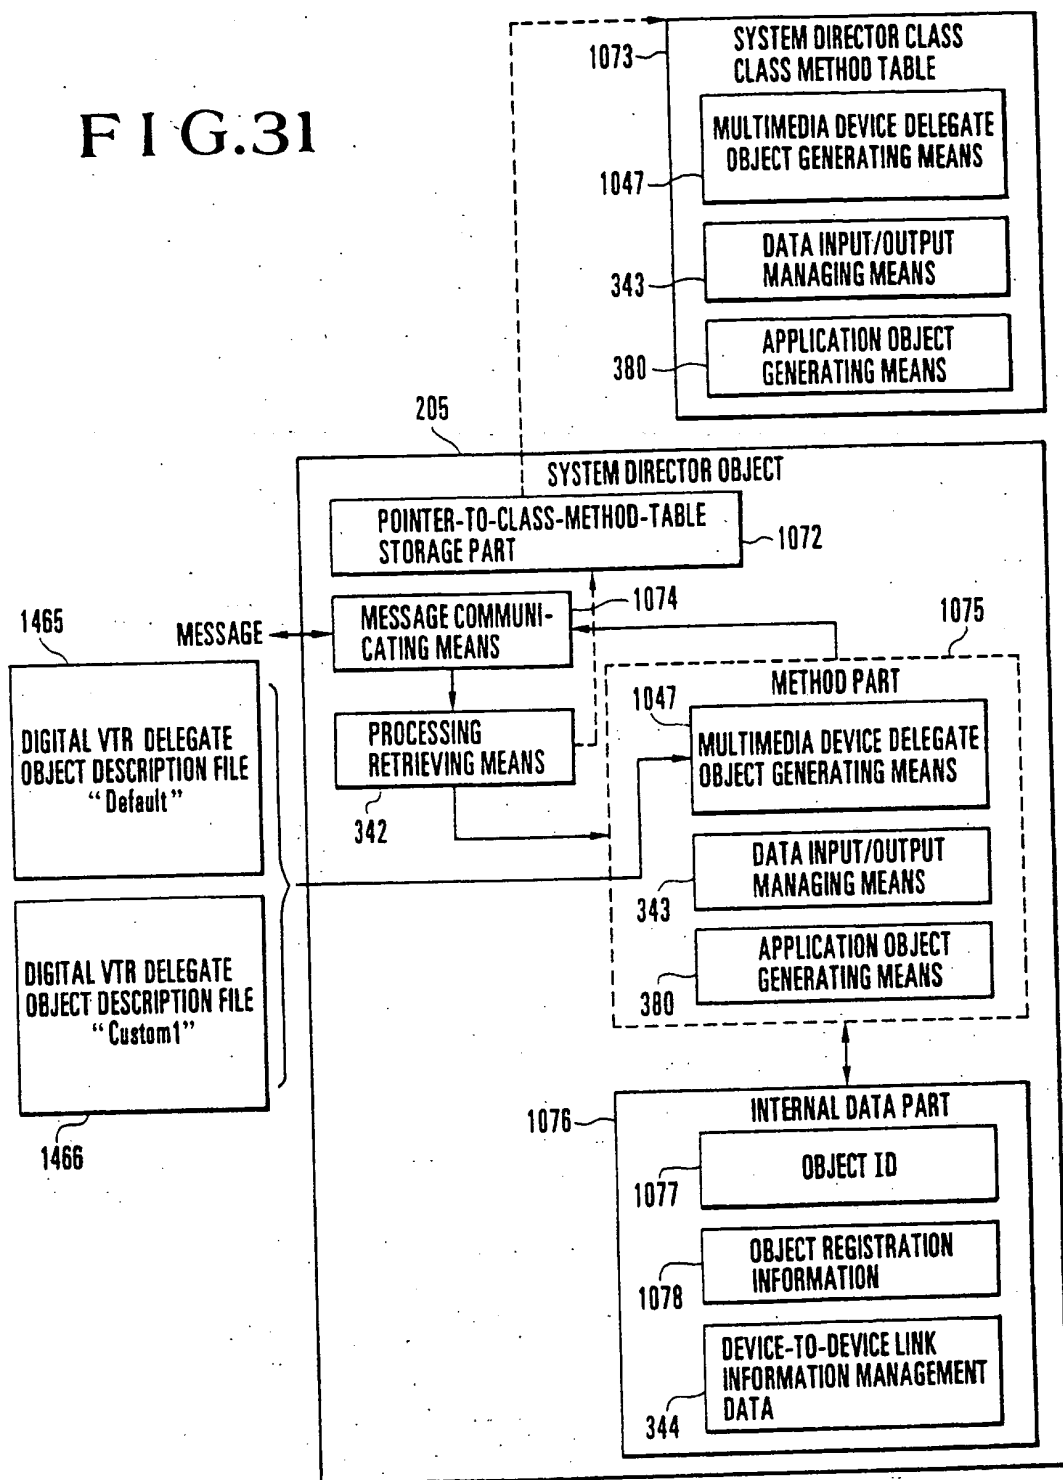 FIG.31
1073
SYSTEM DIRECTOR CLASS
CLASS METHOD TABLE
MULTIMEDIA DEVICE DELEGATE
OBJECT GENERATING MEANS
1047
DATA INPUT/OUTPUT
MANAGING MEANS
343
APPLICATION OBJECT
GENERATING MEANS
380
205
SYSTEM DIRECTOR OBJECT
POINTER-TO-CLASS-METHOD-TABLE
STORAGE PART
1072
1074
MESSAGE
MESSAGE COMMUNI-
CATING MEANS
1465
DIGITAL VTR DELEGATE
OBJECT DESCRIPTION FILE
"Default"
PROCESSING
RETRIEVING MEANS
342
1075
METHOD PART
1047
MULTIMEDIA DEVICE DELEGATE
OBJECT GENERATING MEANS
DATA INPUT/OUTPUT
MANAGING MEANS
343
APPLICATION OBJECT
GENERATING MEANS
380
DIGITAL VTR DELEGATE
OBJECT DESCRIPTION FILE
"Custom1"
1466
1076
INTERNAL DATA PART
OBJECT ID
1077
OBJECT REGISTRATION
INFORMATION
1078
DEVICE-TO-DEVICE LINK
INFORMATION MANAGEMENT
DATA
344